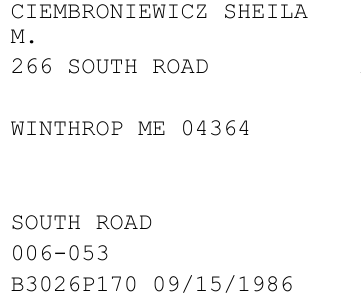 CIEMBRONIEWICZ SHEILA
M.
266 SOUTH ROAD
WINTHROP ME 04364
SOUTH ROAD
006-053
B3026P170 09/15/1986